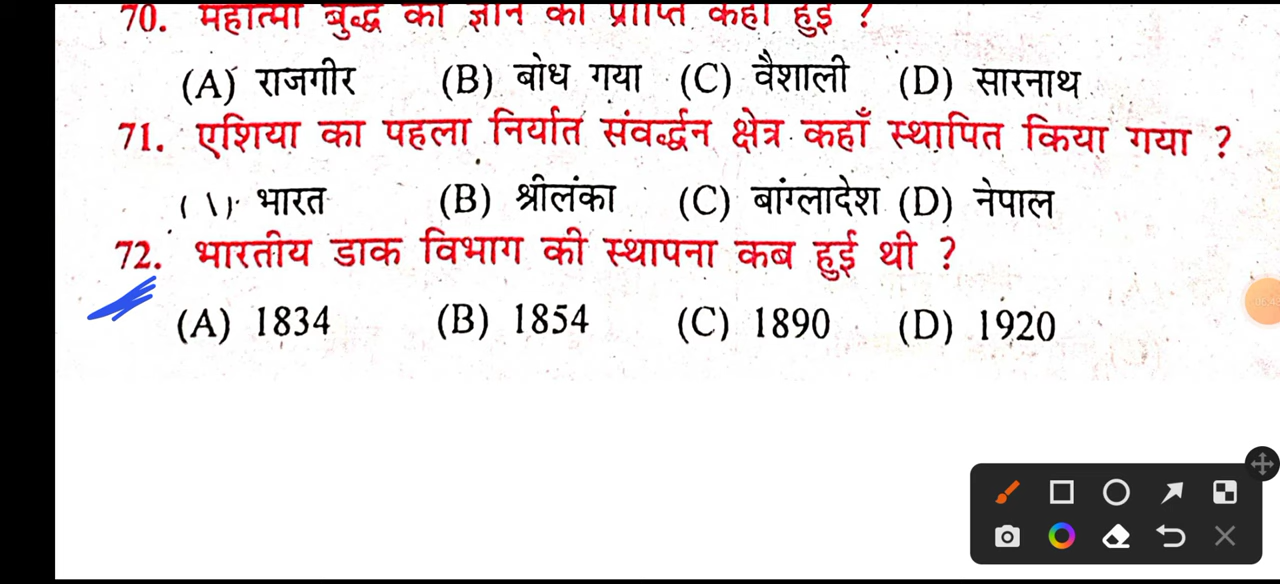 70. महात्मा बुद्ध को ज्ञान की प्राप्ति कहाँ हुई ?
(A) राजगीर (B) बोध गया (C) वैशाली (D) सारनाथ
71. एशिया का पहला निर्यात संवर्द्धन क्षेत्र कहाँ स्थापित किया गया ?
भारत (B) श्रीलंका (C) बांग्लादेश (D) नेपाल
72. भारतीय डाक विभाग की स्थापना कब हुई थी ?
(A) 1834 (B) 1854 (C) 1890 (D) 1920